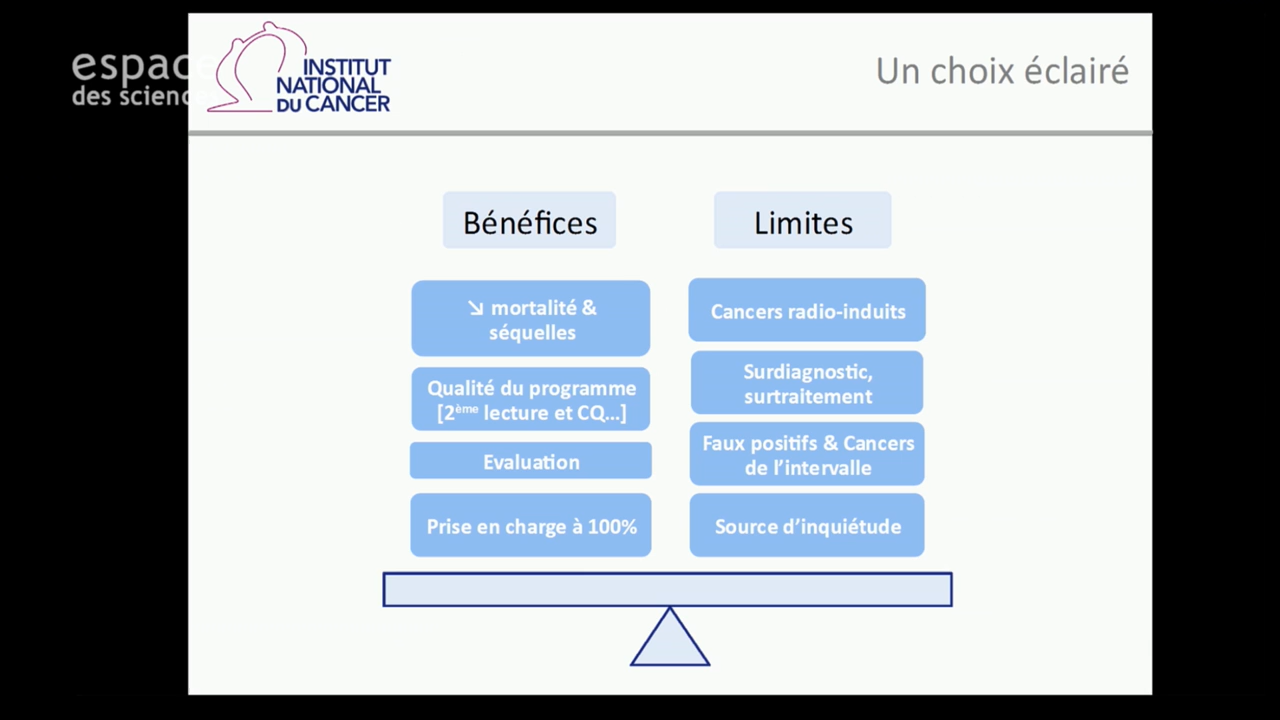 espace
des sciences
INSTITUT
NATIONAL
DU CANCER
Un choix éclairé
Bénéfices
↘ mortalité &
séquelles
Qualité du programme
[2ème lecture et CQ…]
Evaluation
Prise en charge à 100%
Limites
Cancers radio-induits
Surdiagnostic,
surtraitement
Faux positifs & Cancers
de l’intervalle
Source d’inquiétude